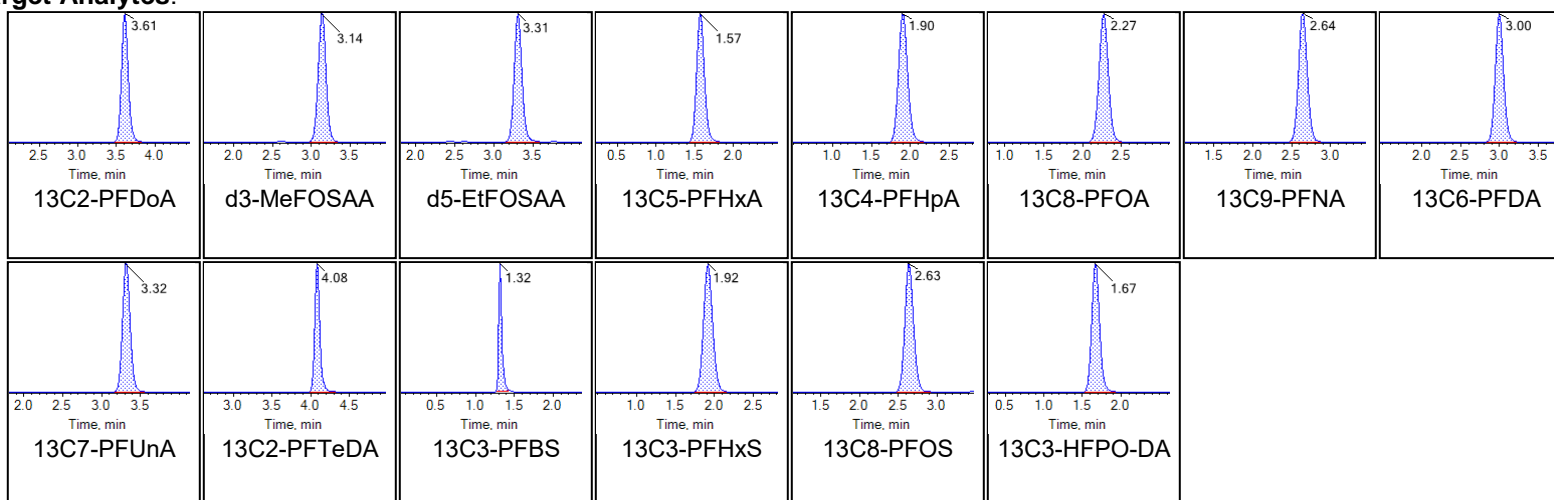 rget Analytes:
3.61
3.14
3.31
1.57
1.90
2.27
2.64
3.00
2.5 3.0 3.5 4.0
2.0 2.5 3.0 3.5
2.0 2.5 3.0 3.5
0.5 1.0 1.5 2.0
1.0 1.5 2.0 2.5
1.0 1.5 2.0 2.5
1.5 2.0 2.5 3.0
2.0 2.5 3.0 3.5
Time, min Time, min Time, min Time, min Time, min Time, min Time, min Time, min
13C2-PFDoA d3-MeFOSAA d5-EtFOSAA 13C5-PFHxA 13C4-PFHpA 13C8-PFOA 13C9-PFNA 13C6-PFDA
3.32
4.08
1.32
1.92
2.63
1.67
2.0 2.5 3.0 3.5
3.0 3.5 4.0 4.5
0.5 1.0 1.5 2.0
1.0 1.5 2.0 2.5
1.5 2.0 2.5 3.0
0.5 1.0 1.5 2.0
Time, min Time, min Time, min Time, min Time, min Time, min
13C7-PFUnA 13C2-PFTeDA 13C3-PFBS 13C3-PFHxS 13C8-PFOS 13C3-HFPO-DA